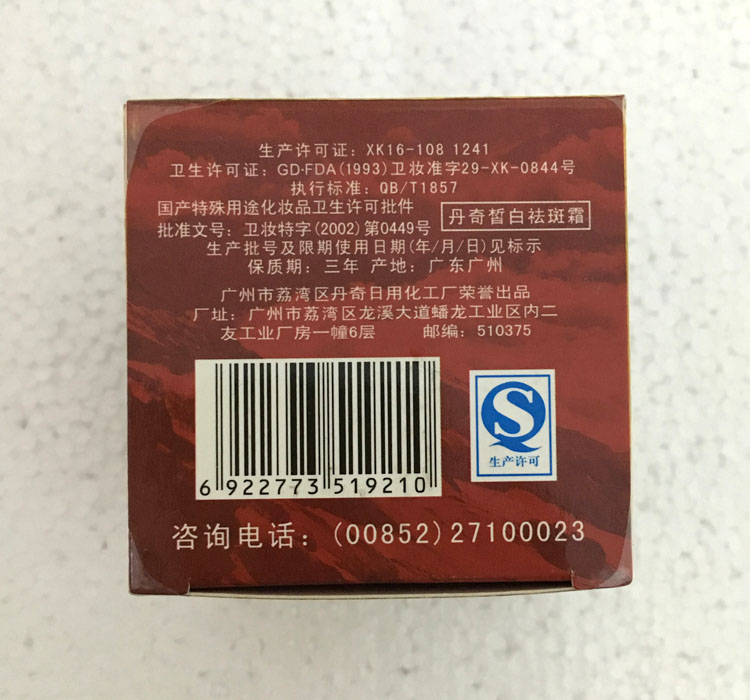 生产许可证：XK16-108 1241
卫生许可证：GD·FDA(1993)卫妆准字29-XK-0844号
执行标准：QB/T1857
国产特殊用途化妆品卫生许可批件
批准文号：卫妆特字(2002)第0449号
丹奇皙白祛斑霜
生产批号及限期使用日期(年/月/日)见标示
保质期：三年 产地：广东广州
广州市荔湾区丹奇日用化工厂荣誉出品
厂址：广州市荔湾区龙溪大道蟠龙工业区内二
友工业厂房一幢6层 邮编：510375
6 922773 519210
生产许可
咨询电话：(00852)27100023